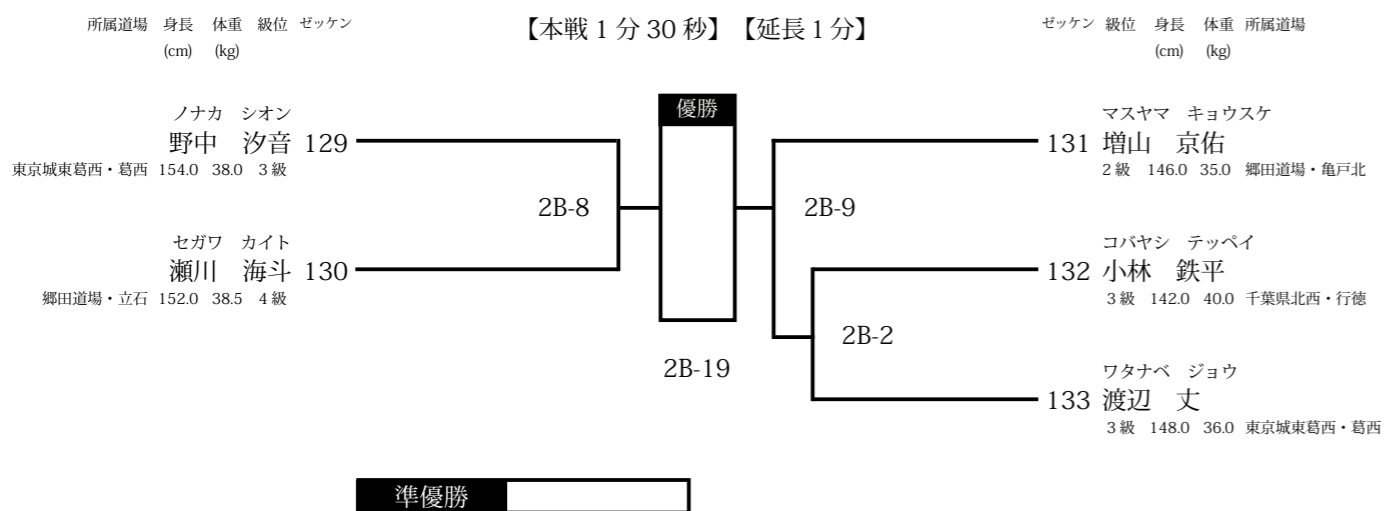 所属道場 身長 体重 級位 ゼッケン
(cm) (kg)
【本戦1分30秒】【延長1分】
ゼッケン 級位 身長 体重 所属道場
(cm) (kg)
ノナカ シオン
野中 汐音 129
東京城東葛西・葛西 154.0 38.0 3級
セガワ カイト
瀬川 海斗 130
郷田道場・立石 152.0 38.5 4級
2B-8
優勝
2B-19
2B-9
2B-2
マスヤマ キョウスケ
131 増山 京佑
2級 146.0 35.0 郷田道場・亀戸北
コバヤシ テッペイ
132 小林 鉄平
3級 142.0 40.0 千葉県北西・行徳
ワタナベ ジョウ
133 渡辺 丈
3級 148.0 36.0 東京城東葛西・葛西
準優勝